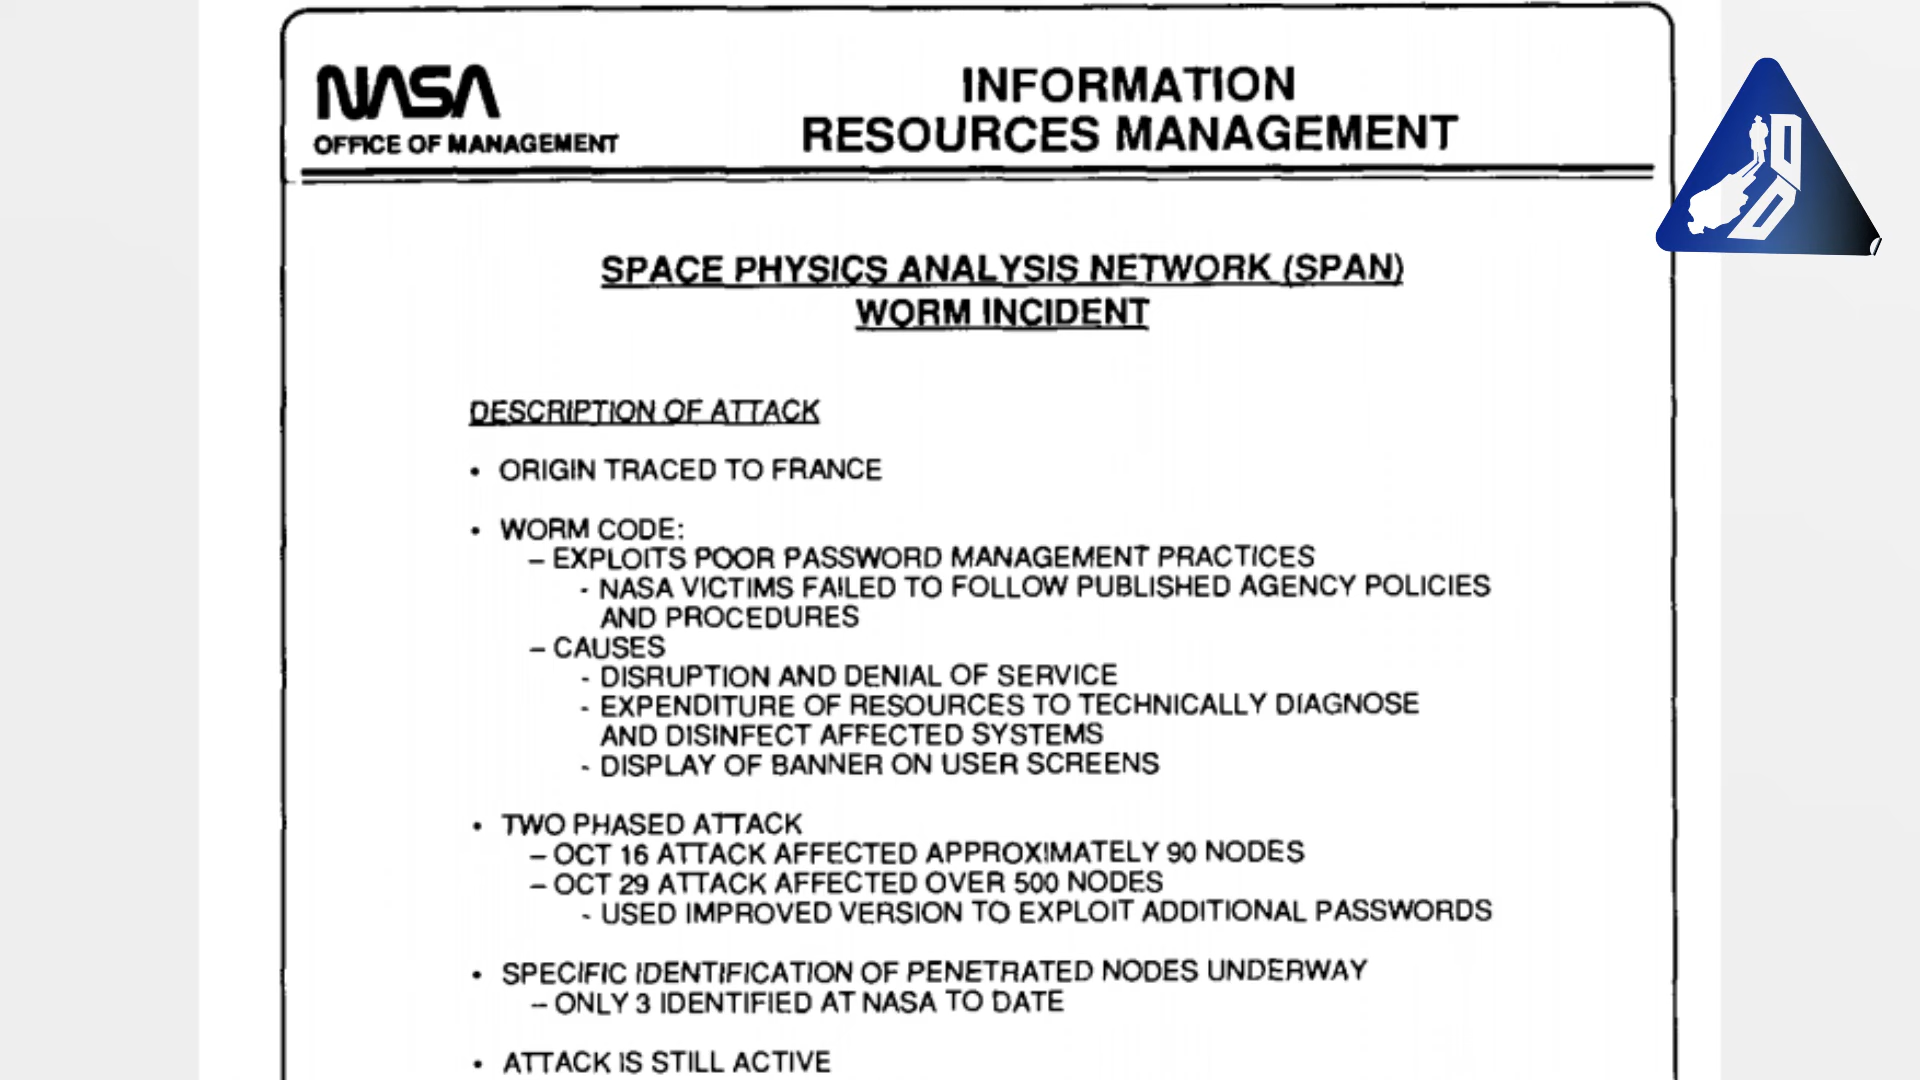 NASA
OFFICE OF MANAGEMENT
INFORMATION
RESOURCES MANAGEMENT
SPACE PHYSICS ANALYSIS NETWORK (SPAN)
WORM INCIDENT
DESCRIPTION OF ATTACK
• ORIGIN TRACED TO FRANCE
• WORM CODE:
– EXPLOITS POOR PASSWORD MANAGEMENT PRACTICES
- NASA VICTIMS FAILED TO FOLLOW PUBLISHED AGENCY POLICIES
AND PROCEDURES
– CAUSES
- DISRUPTION AND DENIAL OF SERVICE
- EXPENDITURE OF RESOURCES TO TECHNICALLY DIAGNOSE
AND DISINFECT AFFECTED SYSTEMS
- DISPLAY OF BANNER ON USER SCREENS
• TWO PHASED ATTACK
– OCT 16 ATTACK AFFECTED APPROXIMATELY 90 NODES
– OCT 29 ATTACK AFFECTED OVER 500 NODES
- USED IMPROVED VERSION TO EXPLOIT ADDITIONAL PASSWORDS
• SPECIFIC IDENTIFICATION OF PENETRATED NODES UNDERWAY
– ONLY 3 IDENTIFIED AT NASA TO DATE
• ATTACK IS STILL ACTIVE